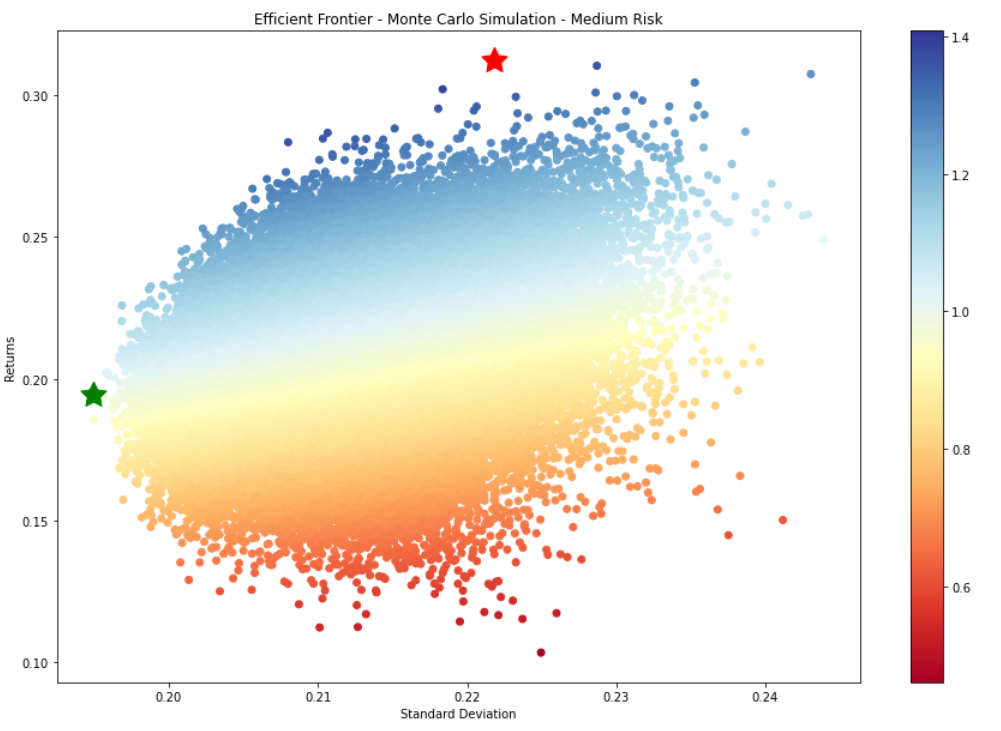 Efficient Frontier - Monte Carlo Simulation - Medium Risk
Returns
0.30
0.25
0.20
0.15
0.10
0.20 0.21 0.22 0.23 0.24
Standard Deviation
1.4
1.2
1.0
0.8
0.6